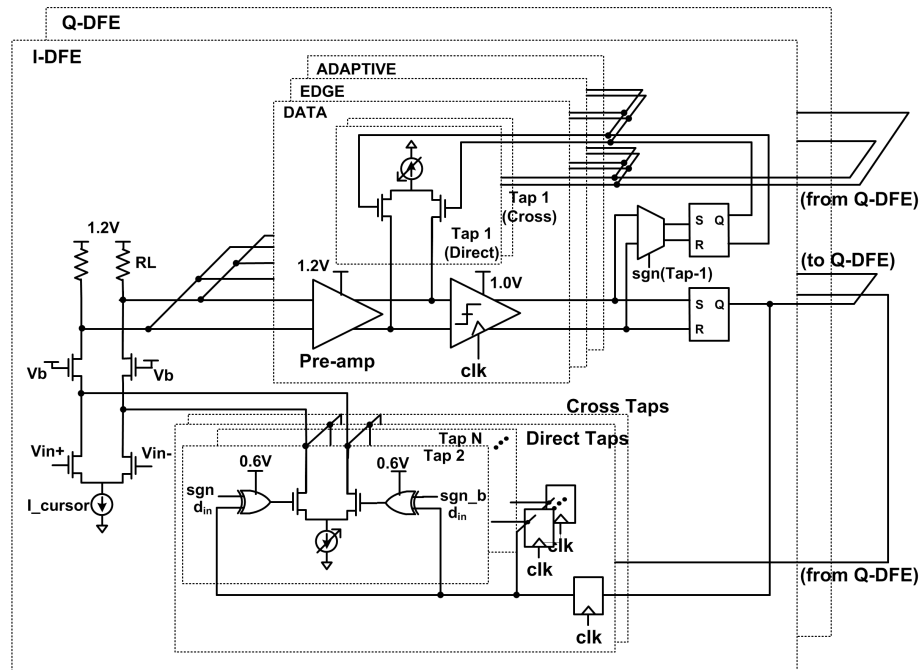 Q-DFE
I-DFE
ADAPTIVE
EDGE
DATA
Tap 1
(Cross)
Tap 1
(Direct)
(from Q-DFE)
S Q
R
sgn(Tap-1)
(to Q-DFE)
1.2V
RL
1.2V
1.0V
S Q
R
Pre-amp
clk
Vb
Vb
Cross Taps
Tap N
Direct Taps
Tap 2
Vin+
Vin-
0.6V
0.6V
sgn
din
sgn_b
din
I_cursor
clk
clk
(from Q-DFE)
clk